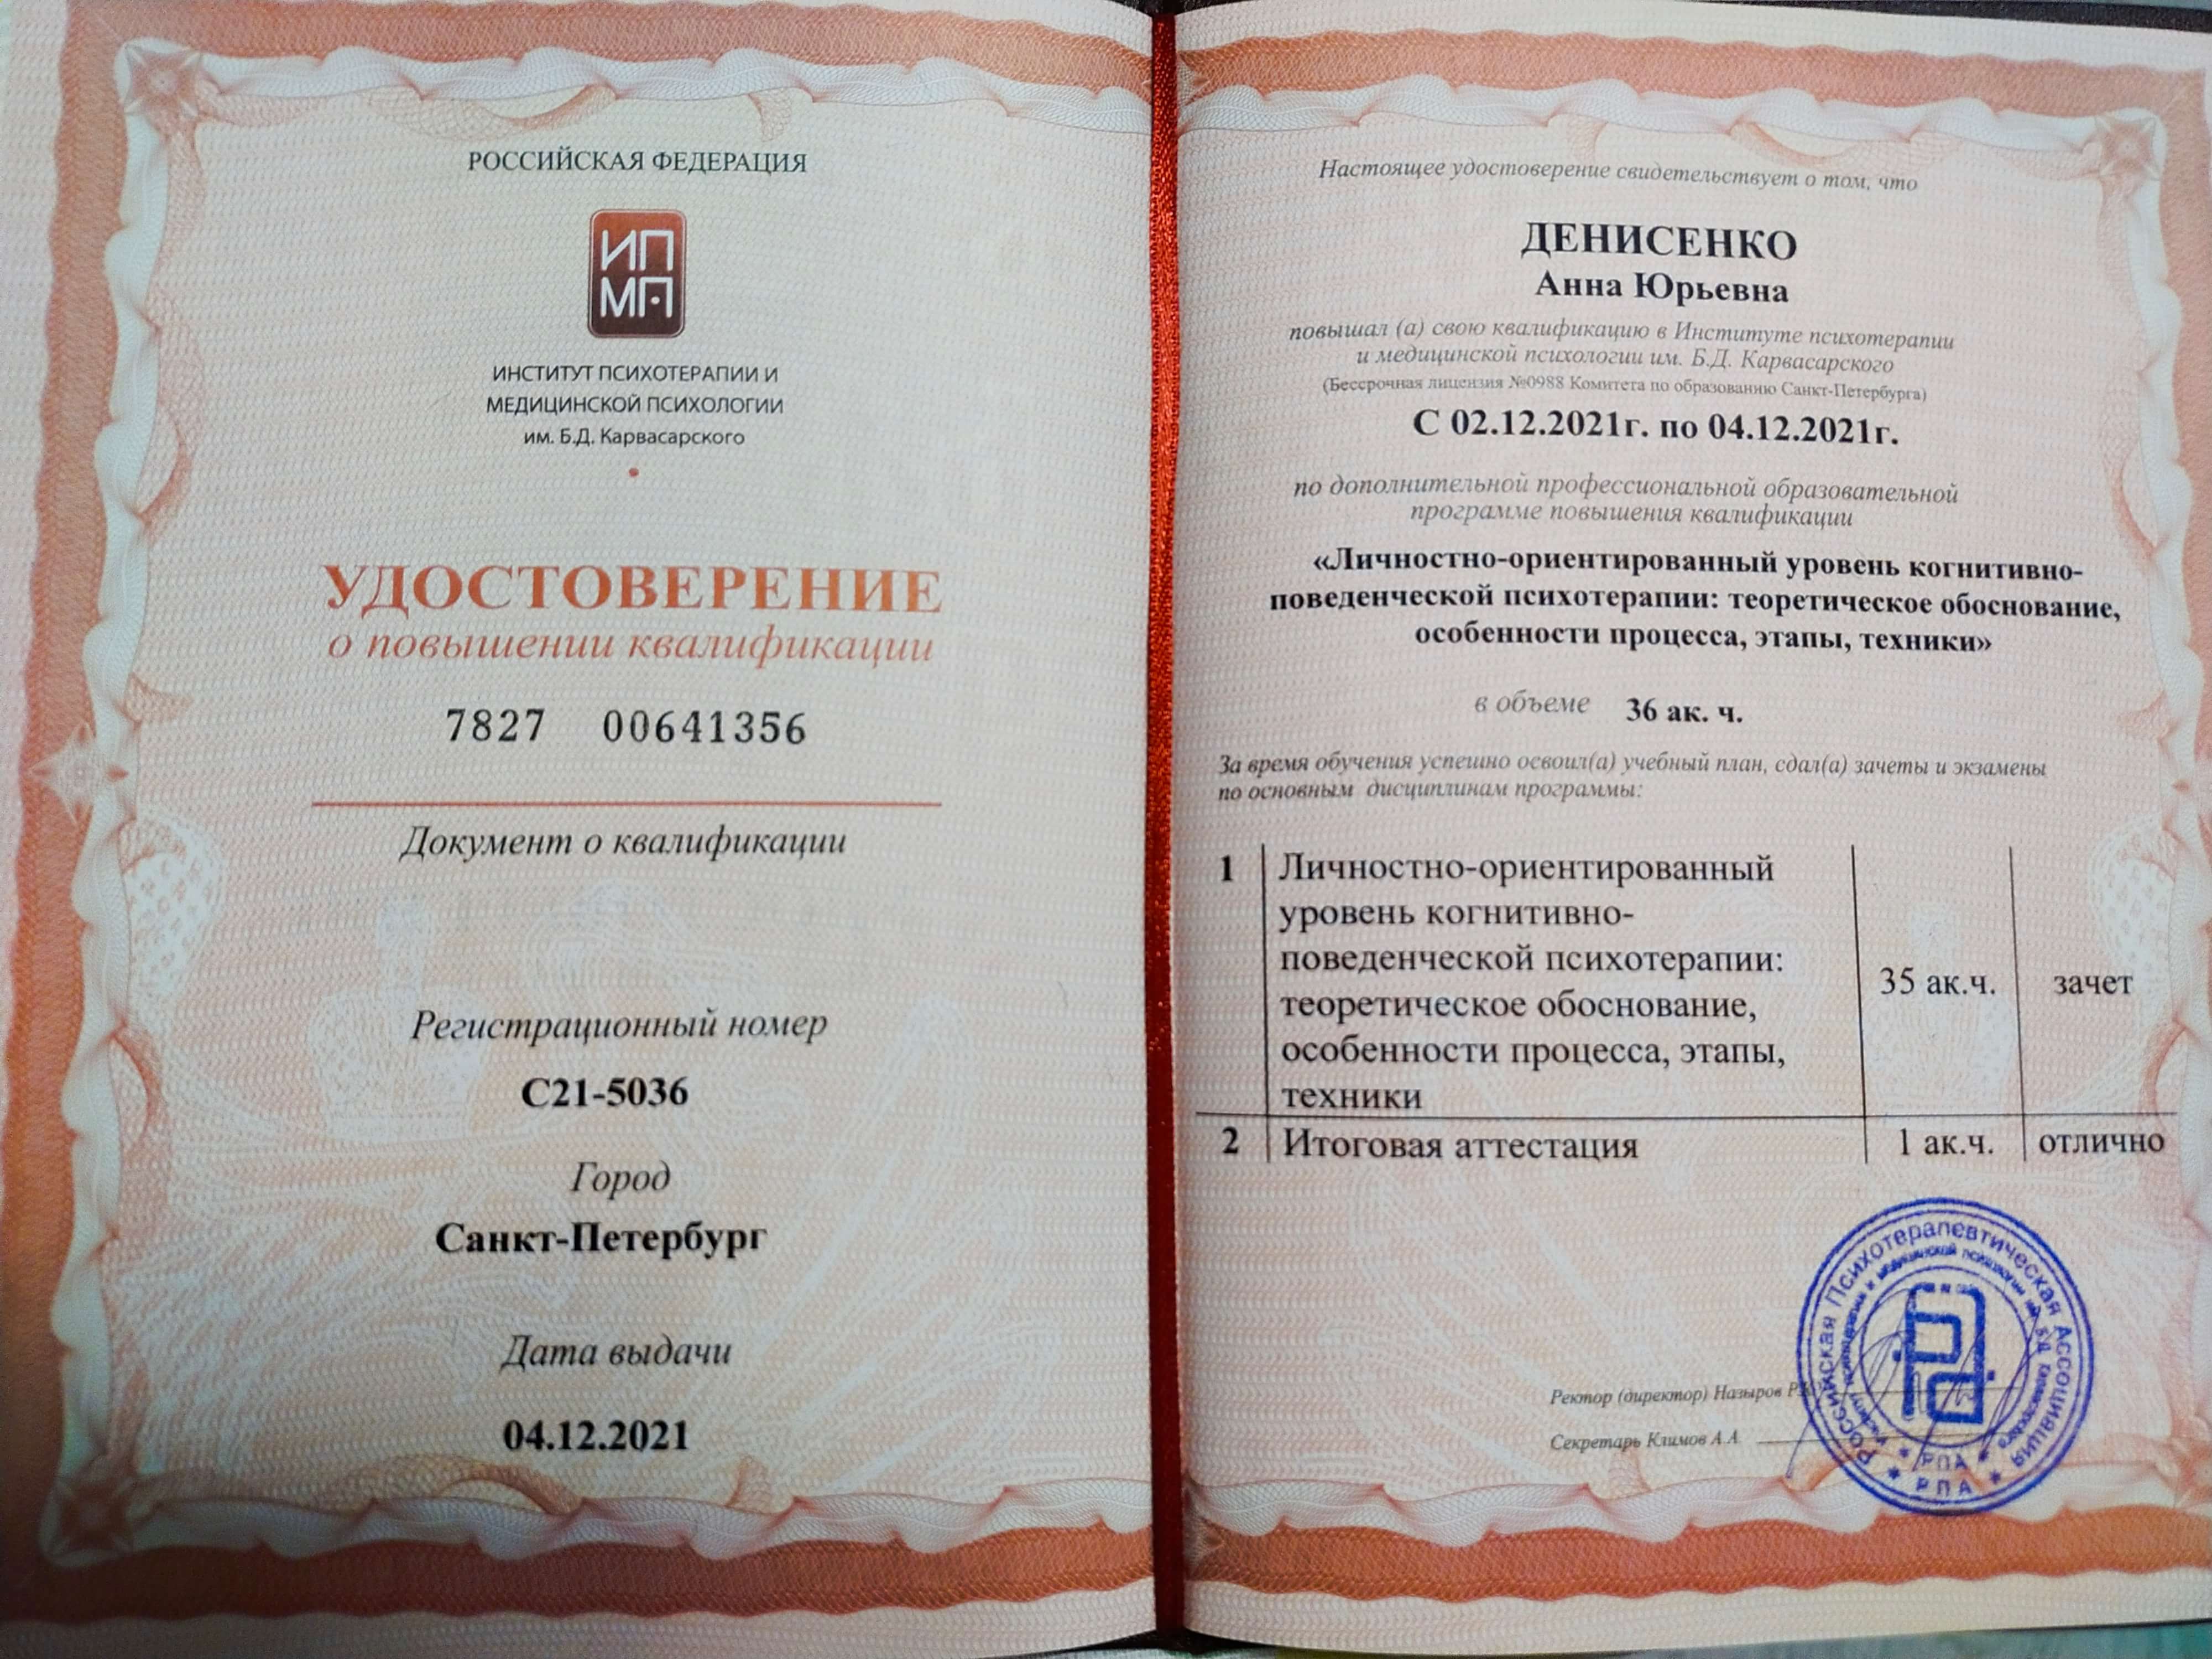 РОССИЙСКАЯ ФЕДЕРАЦИЯ
ИП
МП
ИНСТИТУТ ПСИХОТЕРАПИИ И
МЕДИЦИНСКОЙ ПСИХОЛОГИИ
им. Б.Д. Карвасарского
УДОСТОВЕРЕНИЕ
о повышении квалификации
7827 00641356
Документ о квалификации
Регистрационный номер
С21-5036
Город
Санкт-Петербург
Дата выдачи
04.12.2021
Настоящее удостоверение свидетельствует о том, что
ДЕНИСЕНКО
Анна Юрьевна
повышал (а) свою квалификацию в Институте психотерапии
и медицинской психологии им. Б.Д. Карвасарского
(Бессрочная лицензия №0988 Комитета по образованию Санкт-Петербурга)
С 02.12.2021г. по 04.12.2021г.
по дополнительной профессиональной образовательной
программе повышения квалификации
«Личностно-ориентированный уровень когнитивно-
поведенческой психотерапии: теоретическое обоснование,
особенности процесса, этапы, техники»
в объеме 36 ак. ч.
За время обучения успешно освоил(а) учебный план, сдал(а) зачеты и экзамены
по основным дисциплинам программы:
1 Личностно-ориентированный
уровень когнитивно-
поведенческой психотерапии:
теоретическое обоснование,
особенности процесса, этапы,
техники
35 ак.ч. зачет
2 Итоговая аттестация 1 ак.ч. отлично
Ректор (директор) Назыров
Секретарь Климов А.А.
Российская Психотерапевтическая Ассоциация
РПА
РПА